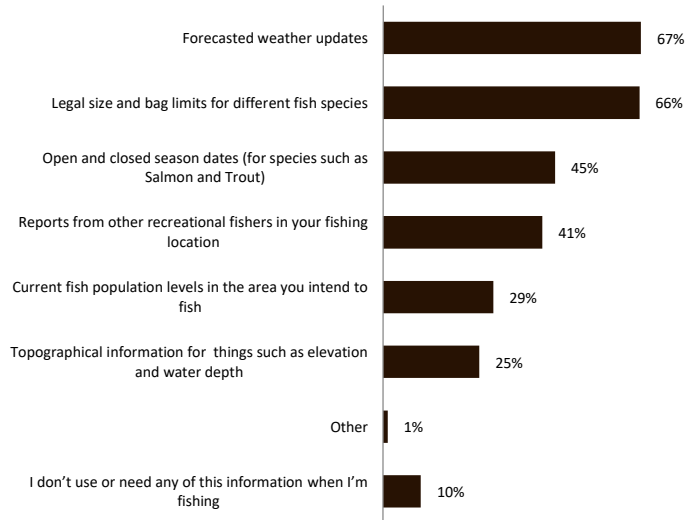 Forecasted weather updates 67%
Legal size and bag limits for different fish species 66%
Open and closed season dates (for species such as
Salmon and Trout) 45%
Reports from other recreational fishers in your fishing
location 41%
Current fish population levels in the area you intend to
fish 29%
Topographical information for  things such as elevation
and water depth 25%
Other 1%
I don’t use or need any of this information when I’m
fishing 10%